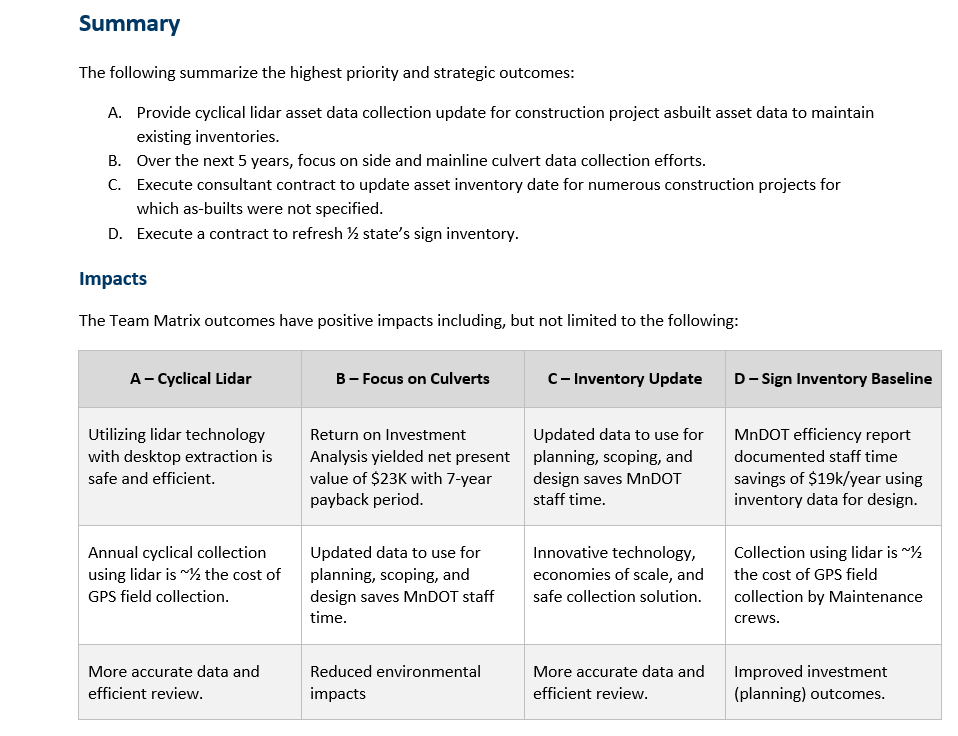 Summary
The following summarize the highest priority and strategic outcomes:
A. Provide cyclical lidar asset data collection update for construction project asbuilt asset data to maintain
existing inventories.
B. Over the next 5 years, focus on side and mainline culvert data collection efforts.
C. Execute consultant contract to update asset inventory date for numerous construction projects for
which as-builts were not specified.
D. Execute a contract to refresh ½ state’s sign inventory.
Impacts
The Team Matrix outcomes have positive impacts including, but not limited to the following:
A – Cyclical Lidar
B – Focus on Culverts
C – Inventory Update
D – Sign Inventory Baseline
Utilizing lidar technology
with desktop extraction is
safe and efficient.
Return on Investment
Analysis yielded net present
value of $23K with 7-year
payback period.
Updated data to use for
planning, scoping, and
design saves MnDOT
staff time.
MnDOT efficiency report
documented staff time
savings of $19k/year using
inventory data for design.
Annual cyclical collection
using lidar is ~½ the cost of
GPS field collection.
Updated data to use for
planning, scoping, and
design saves MnDOT staff
time.
Innovative technology,
economies of scale, and
safe collection solution.
Collection using lidar is ~½
the cost of GPS field
collection by Maintenance
crews.
More accurate data and
efficient review.
Reduced environmental
impacts
More accurate data and
efficient review.
Improved investment
(planning) outcomes.